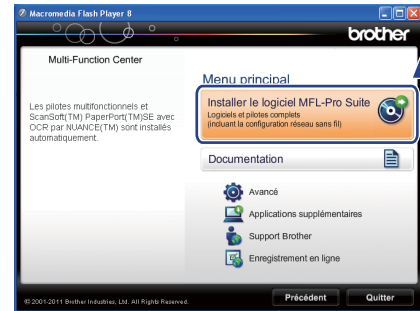 Macromedia Flash Player 8
brother
Multi-Function Center
Menu principal
Les pilotes multifonctionnels et
ScanSoft(TM) PaperPort(TM)SE avec
OCR par NUANCE(TM) sont installés
automatiquement.
Installer le logiciel MFL-Pro Suite
Logiciels et pilotes complets
(incluant la configuration réseau sans fil)
Documentation
Avancé
Applications supplémentaires
Support Brother
Enregistrement en ligne
© 2001-2011 Brother Industries, Ltd. All Rights Reserved.
Précédent
Quitter